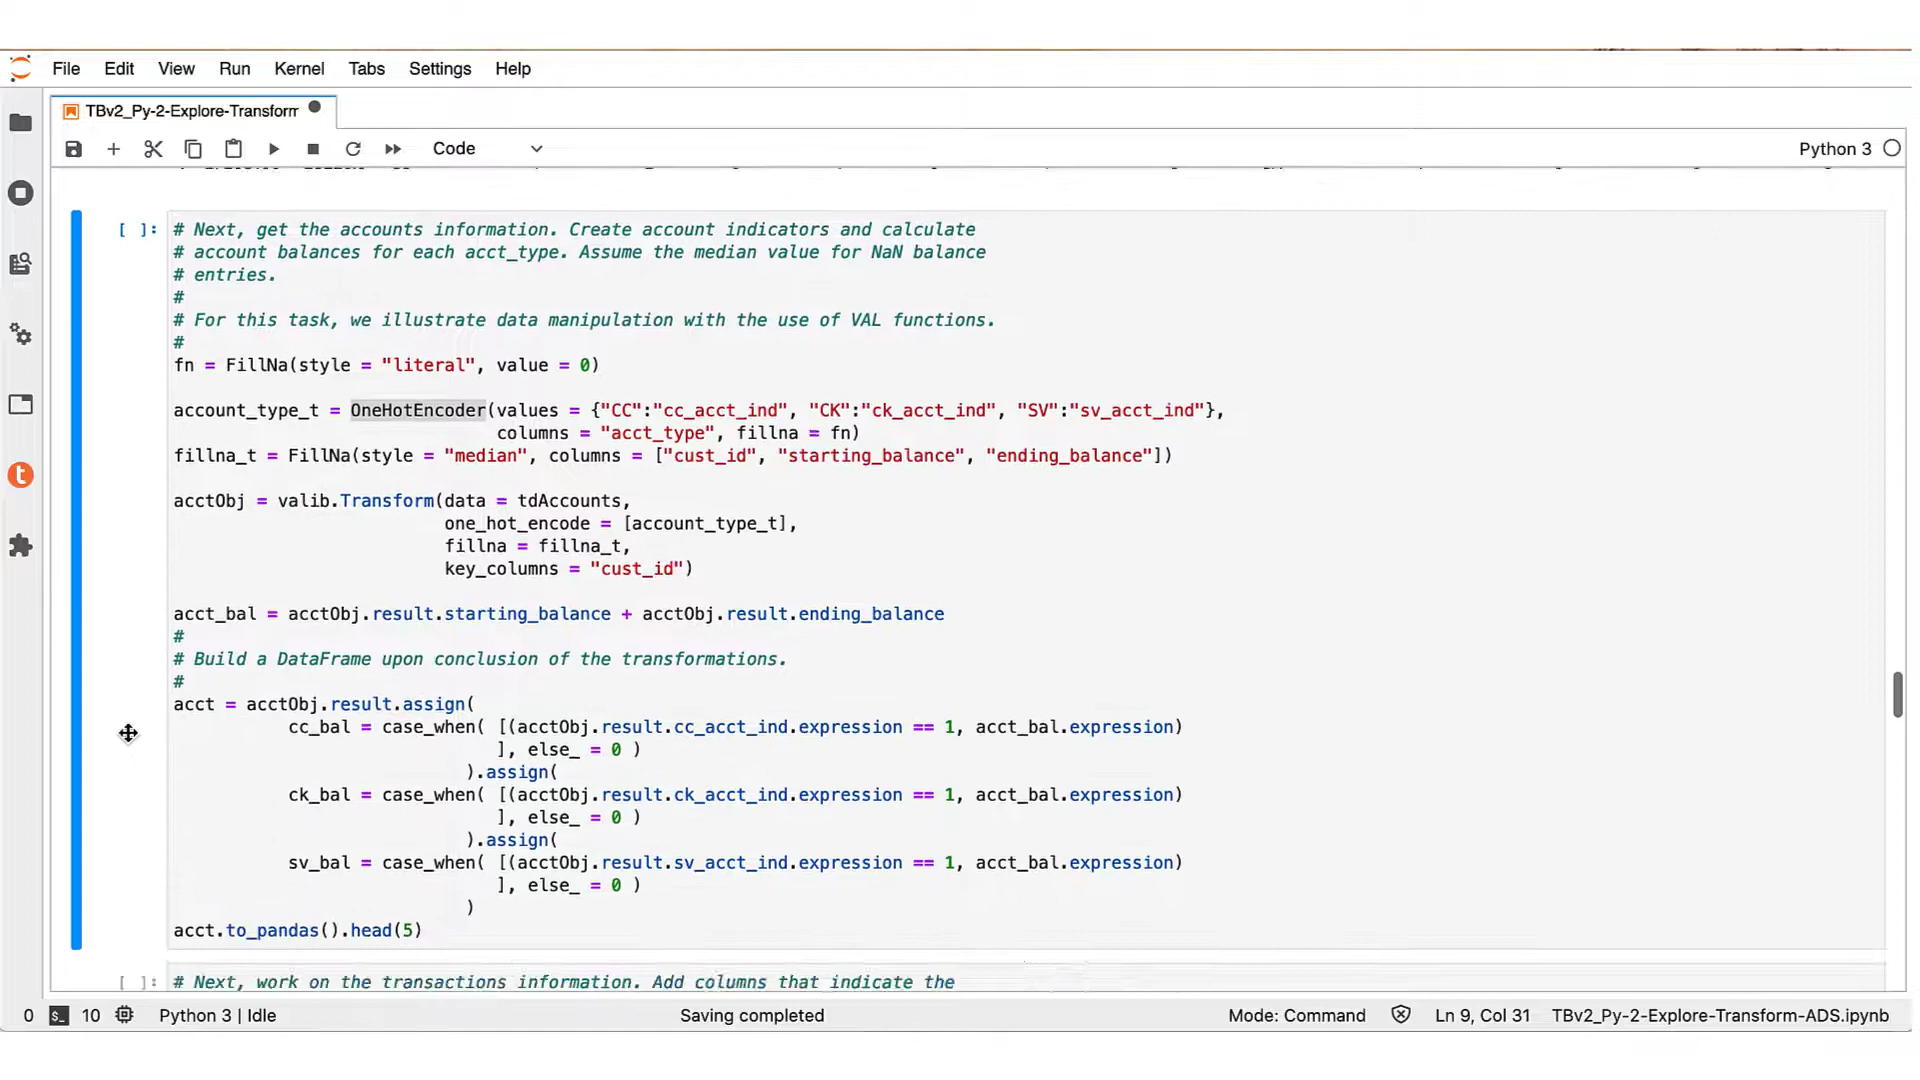 File Edit View Run Kernel Tabs Settings Help
TBv2_Py-2-Explore-Transform
Code
Python 3
[ ]:
# Next, get the accounts information. Create account indicators and calculate
# account balances for each acct_type. Assume the median value for NaN balance
# entries.
#
# For this task, we illustrate data manipulation with the use of VAL functions.
#
fn = FillNa(style = "literal", value = 0)
account_type_t = OneHotEncoder(values = {"CC":"cc_acct_ind", "CK":"ck_acct_ind", "SV":"sv_acct_ind"},
columns = "acct_type", fillna = fn)
fillna_t = FillNa(style = "median", columns = ["cust_id", "starting_balance", "ending_balance"])
acctObj = valib.Transform(data = tdAccounts,
one_hot_encode = [account_type_t],
fillna = fillna_t,
key_columns = "cust_id")
acct_bal = acctObj.result.starting_balance + acctObj.result.ending_balance
#
# Build a DataFrame upon conclusion of the transformations.
#
acct = acctObj.result.assign(
cc_bal = case_when( [(acctObj.result.cc_acct_ind.expression == 1, acct_bal.expression)
], else_ = 0 )
).assign(
ck_bal = case_when( [(acctObj.result.ck_acct_ind.expression == 1, acct_bal.expression)
], else_ = 0 )
).assign(
sv_bal = case_when( [(acctObj.result.sv_acct_ind.expression == 1, acct_bal.expression)
], else_ = 0 )
)
acct.to_pandas().head(5)
[ ]:
# Next, work on the transactions information. Add columns that indicate the
0 $_ 10 Python 3 | Idle Saving completed Mode: Command Ln 9, Col 31 TBv2_Py-2-Explore-Transform-ADS.ipynb